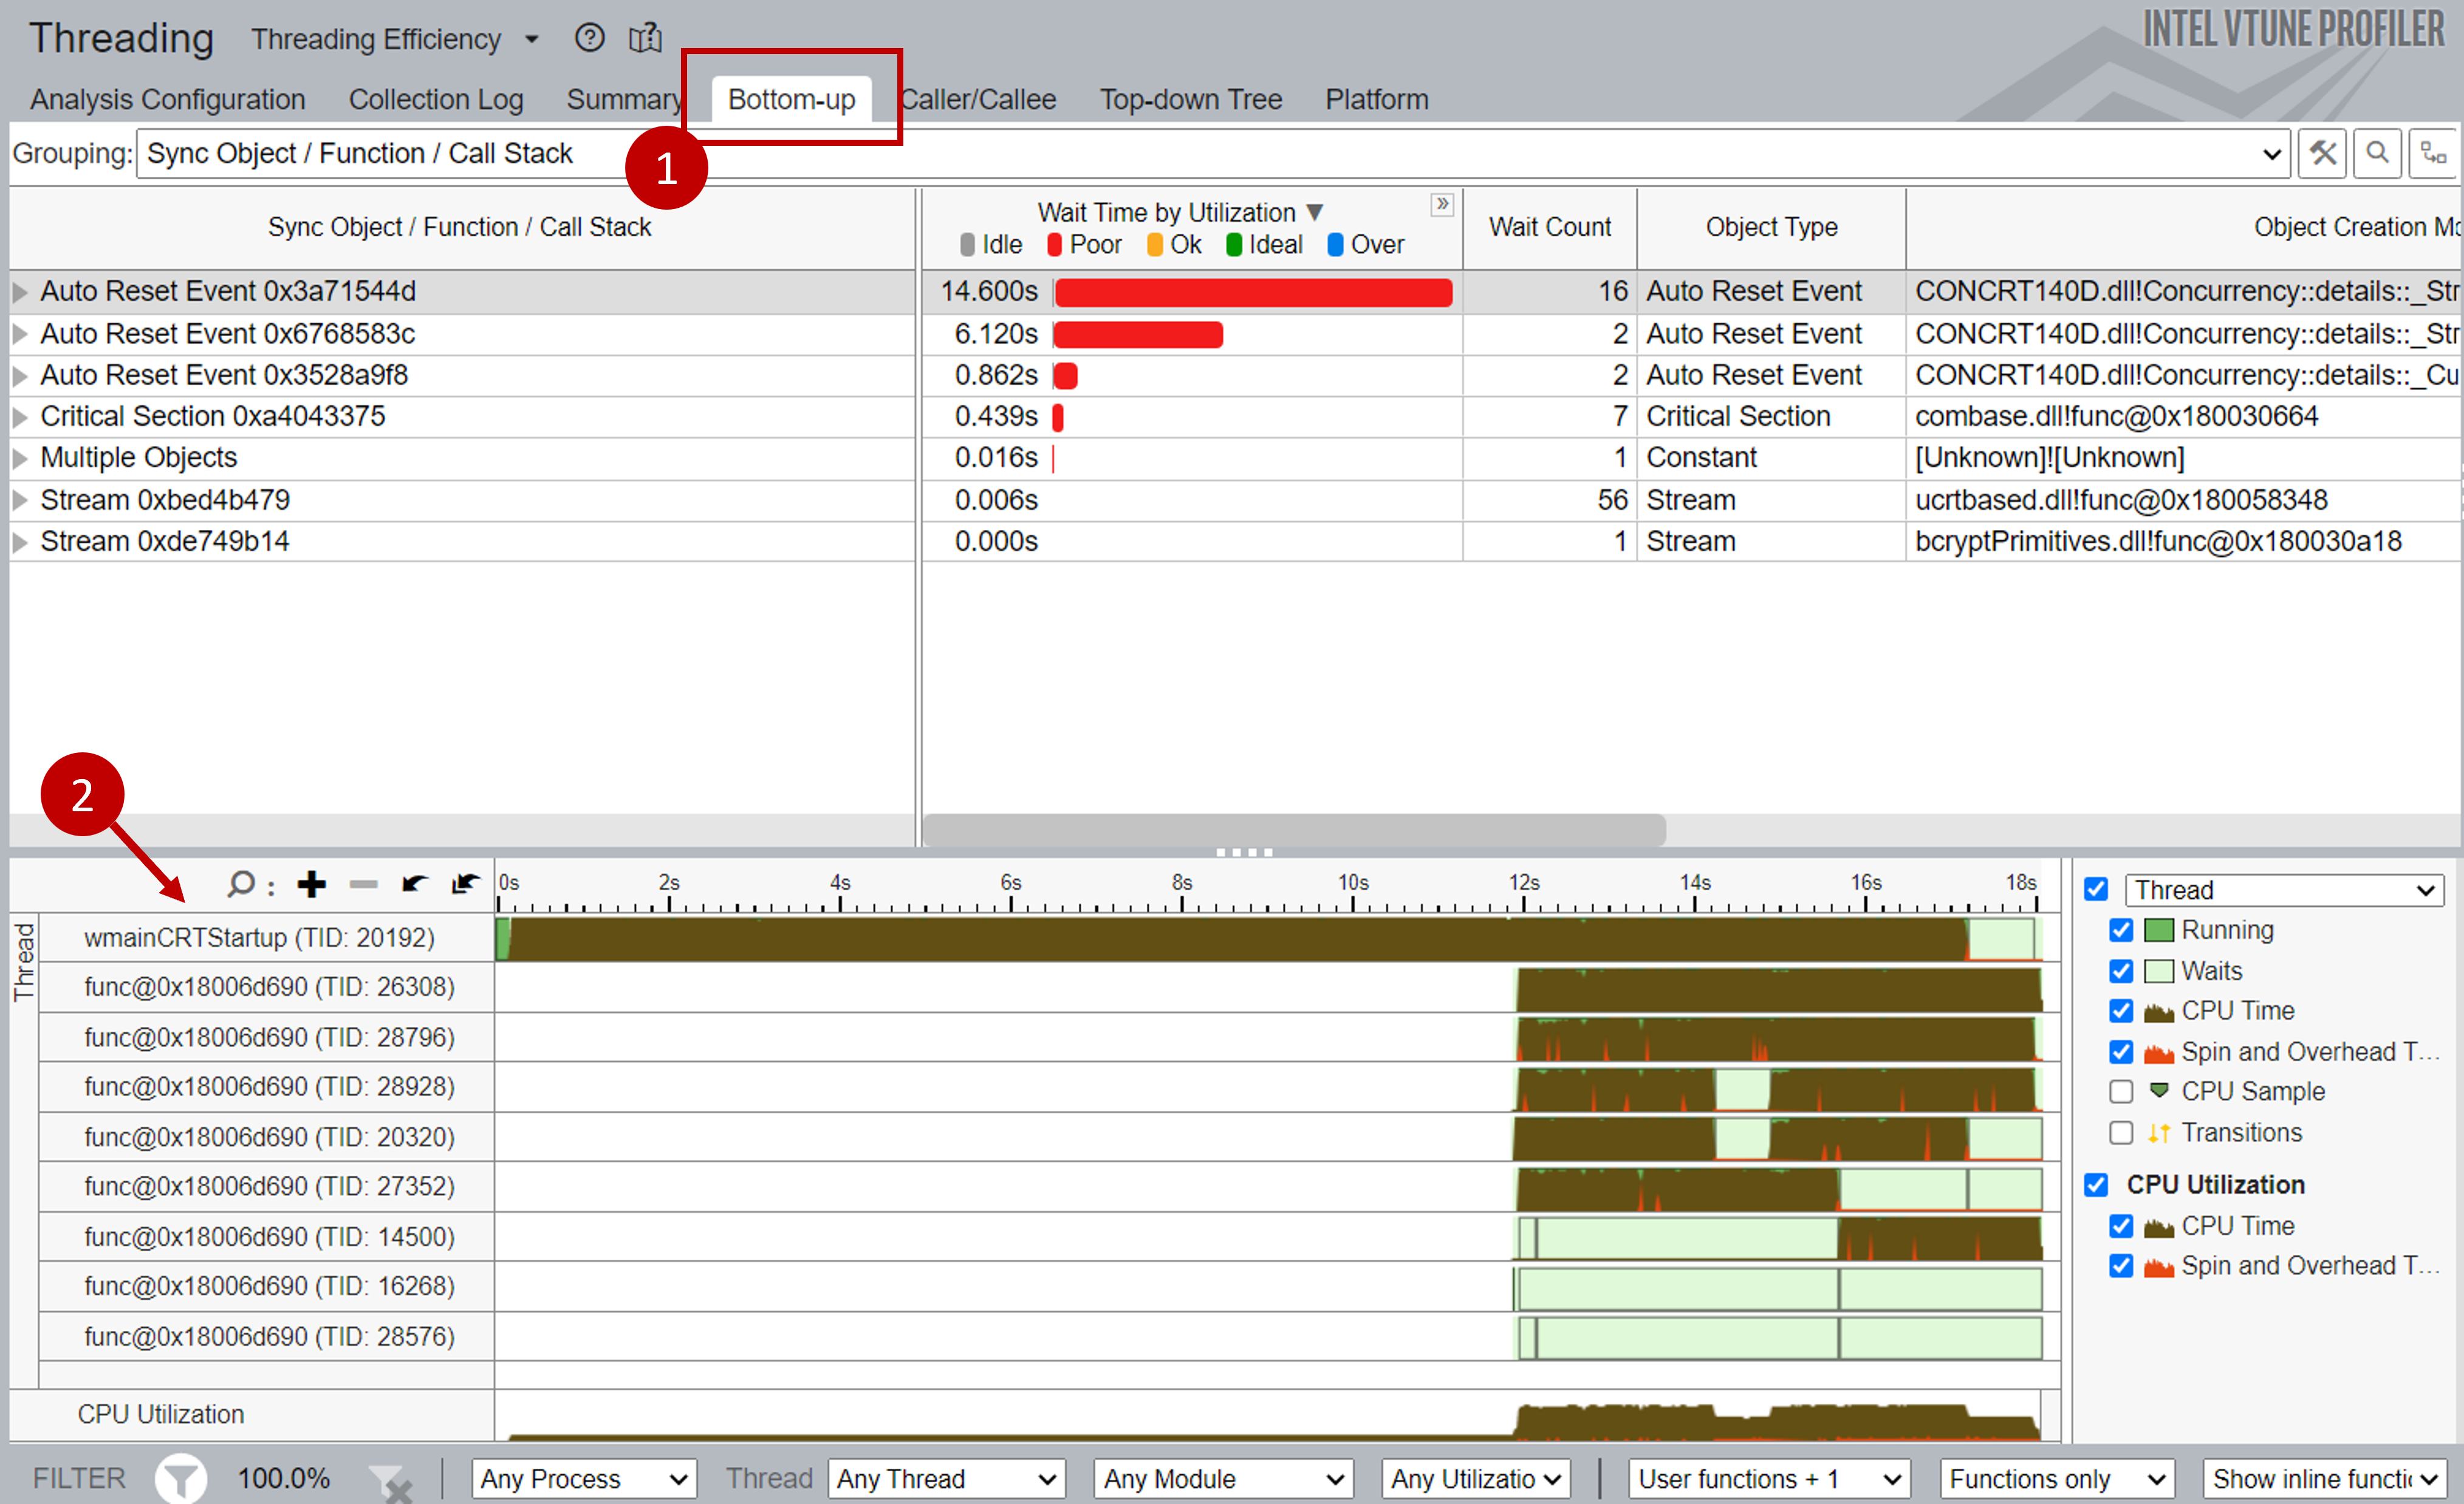 Threading Threading Efficiency
INTEL VTUNE PROFILER
Analysis Configuration Collection Log Summary Bottom-up Caller/Callee Top-down Tree Platform
1
Grouping: Sync Object / Function / Call Stack
Sync Object / Function / Call Stack Wait Time by Utilization ▼ Wait Count Object Type Object Creation Mo
Idle Poor Ok Ideal Over
Auto Reset Event 0x3a71544d 14.600s 16 Auto Reset Event CONCRT140D.dll!Concurrency::details::_Str
Auto Reset Event 0x6768583c 6.120s 2 Auto Reset Event CONCRT140D.dll!Concurrency::details::_Str
Auto Reset Event 0x3528a9f8 0.862s 2 Auto Reset Event CONCRT140D.dll!Concurrency::details::_Cu
Critical Section 0xa4043375 0.439s 7 Critical Section combase.dll!func@0x180030664
Multiple Objects 0.016s 1 Constant [Unknown]![Unknown]
Stream 0xbed4b479 0.006s 56 Stream ucrtbased.dll!func@0x180058348
Stream 0xde749b14 0.000s 1 Stream bcryptPrimitives.dll!func@0x180030a18
2
0s 2s 4s 6s 8s 10s 12s 14s 16s 18s
Thread
wmainCRTStartup (TID: 20192)
func@0x18006d690 (TID: 26308)
func@0x18006d690 (TID: 28796)
func@0x18006d690 (TID: 28928)
func@0x18006d690 (TID: 20320)
func@0x18006d690 (TID: 27352)
func@0x18006d690 (TID: 14500)
func@0x18006d690 (TID: 16268)
func@0x18006d690 (TID: 28576)
CPU Utilization
Thread
Running
Waits
CPU Time
Spin and Overhead T...
CPU Sample
Transitions
CPU Utilization
CPU Time
Spin and Overhead T...
FILTER 100.0% Any Process Thread Any Thread Any Module Any Utilizatio User functions + 1 Functions only Show inline functi